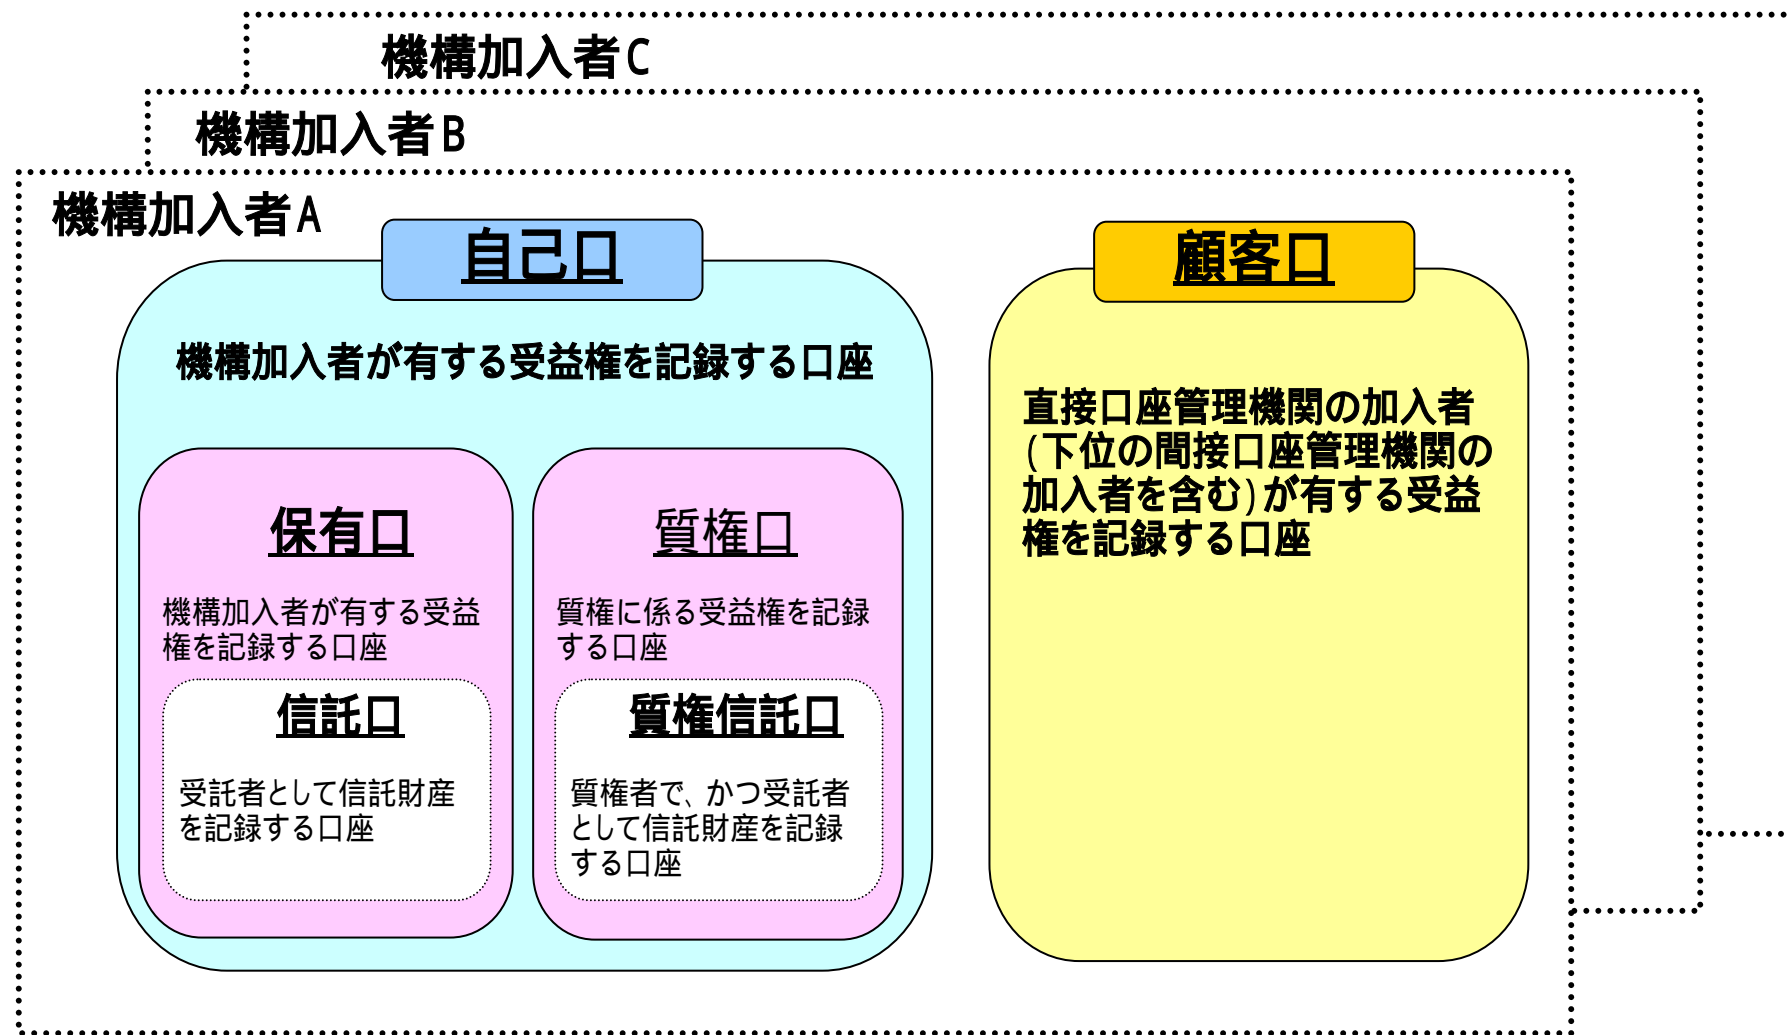 機構加入者C
機構加入者B
機構加入者A
自己口
機構加入者が有する受益権を記録する口座
保有口
機構加入者が有する受益
権を記録する口座
信託口
受託者として信託財産
を記録する口座
質権口
質権に係る受益権を記録
する口座
質権信託口
質権者で、かつ受託者
として信託財産を記録
する口座
顧客口
直接口座管理機関の加入者
(下位の間接口座管理機関の
加入者を含む)が有する受益
権を記録する口座